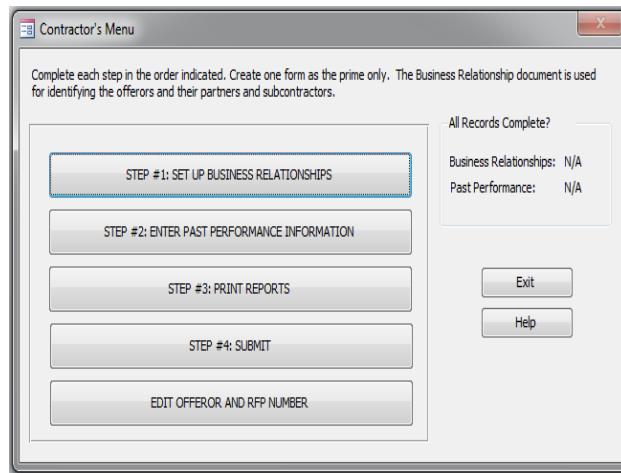 Contractor's Menu
X
Complete each step in the order indicated. Create one form as the prime only. The Business Relationship document is used
for identifying the offerors and their partners and subcontractors.
All Records Complete?
Business Relationships: N/A
Past Performance: N/A
STEP #1: SET UP BUSINESS RELATIONSHIPS
STEP #2: ENTER PAST PERFORMANCE INFORMATION
STEP #3: PRINT REPORTS
STEP #4: SUBMIT
EDIT OFFEROR AND RFP NUMBER
Exit
Help